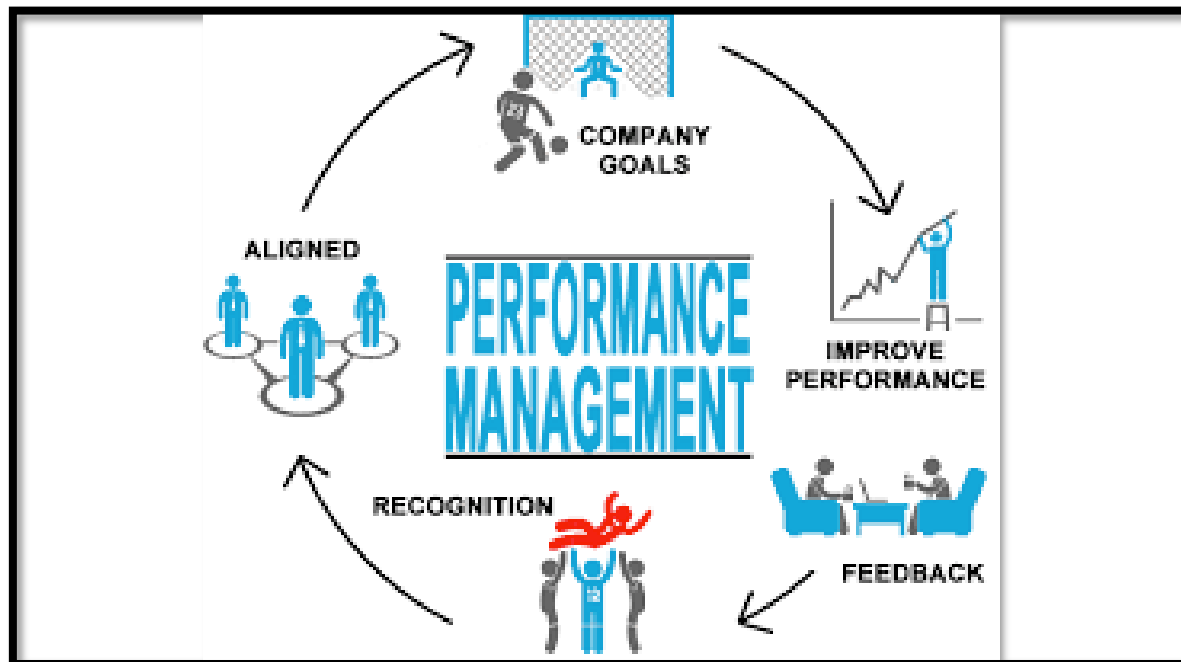 COMPANY
GOALS
ALIGNED
PERFORMANCE
MANAGEMENT
IMPROVE
PERFORMANCE
RECOGNITION
FEEDBACK